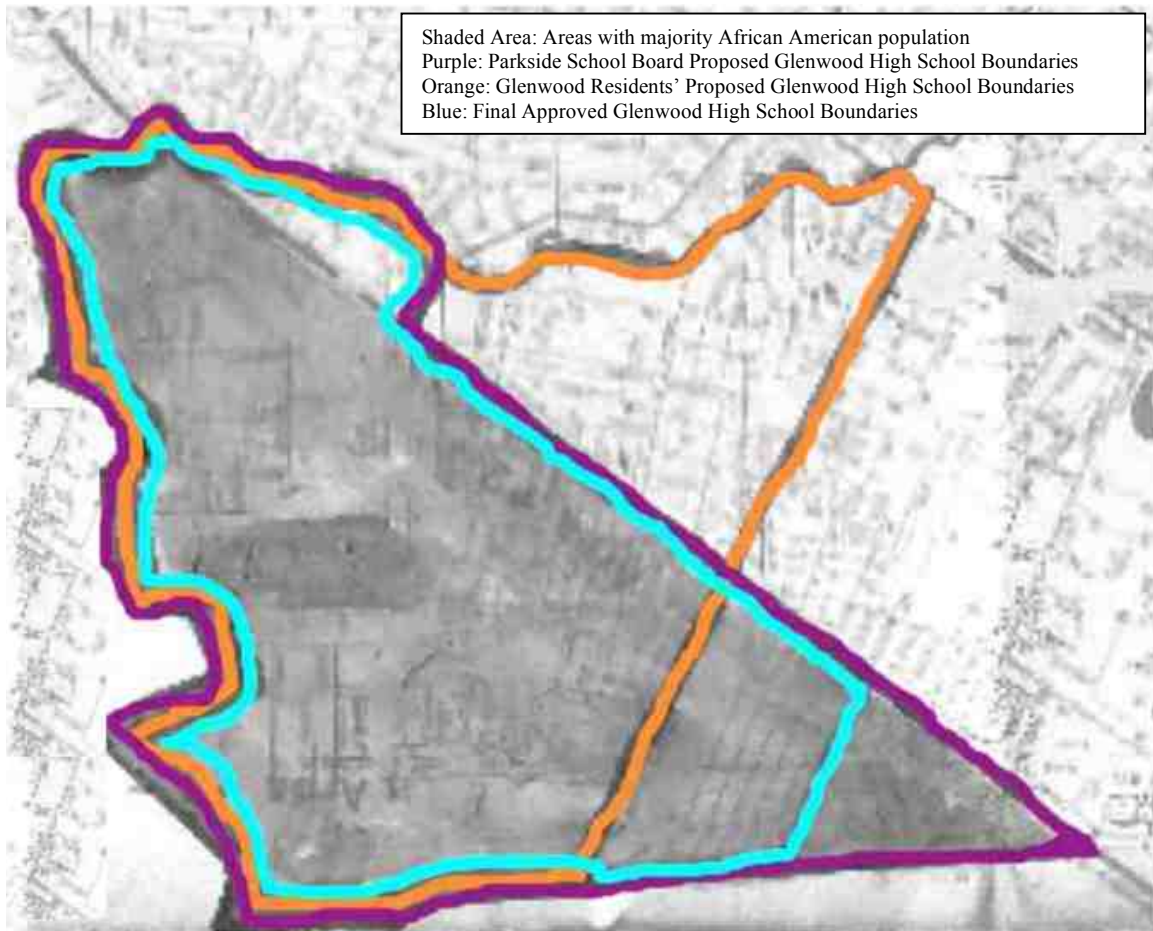 Shaded Area: Areas with majority African American population
Purple: Parkside School Board Proposed Glenwood High School Boundaries
Orange: Glenwood Residents’ Proposed Glenwood High School Boundaries
Blue: Final Approved Glenwood High School Boundaries